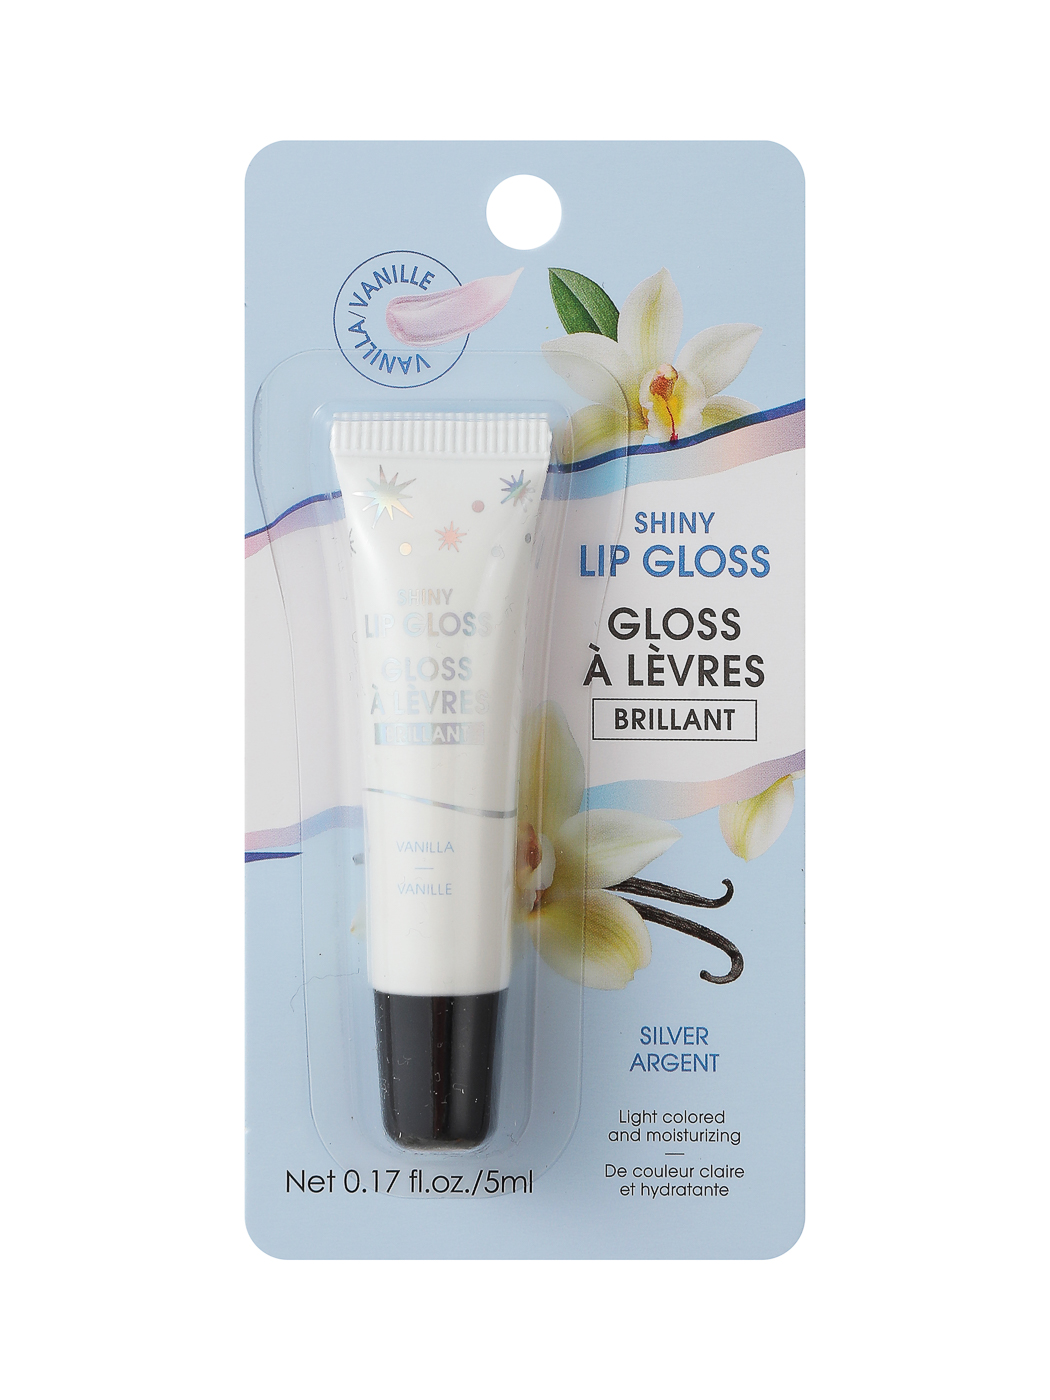 VANILLA/VANILLE
SHINY
LIP GLOSS
GLOSS
À LÈVRES
BRILLANT
SHINY
LIP GLOSS
GLOSS
À LÈVRES
BRILLANT
VANILLA
VANILLE
SILVER
ARGENT
Light colored
and moisturizing
De couleur claire
et hydratante
Net 0.17 fl.oz./5ml